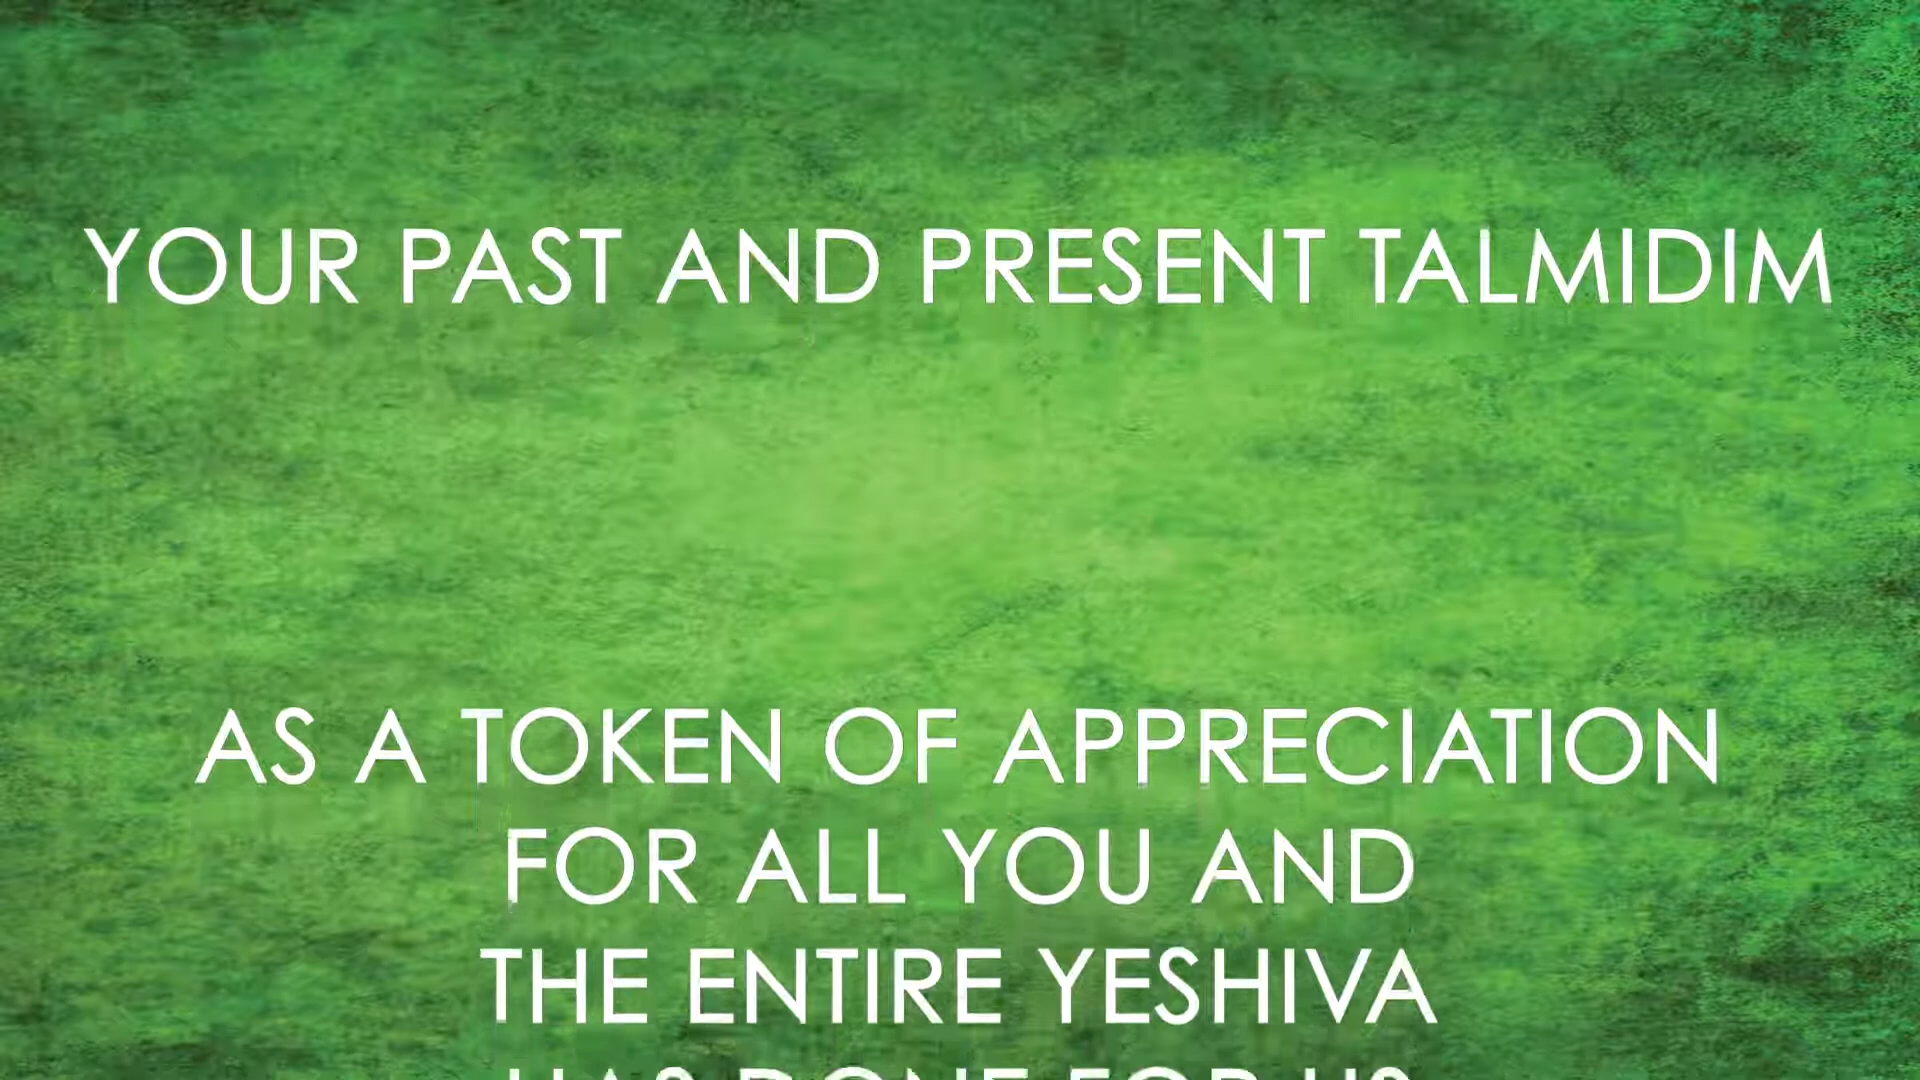 YOUR PAST AND PRESENT TALMIDIM
AS A TOKEN OF APPRECIATION
FOR ALL YOU AND
THE ENTIRE YESHIVA
HAS DONE FOR US